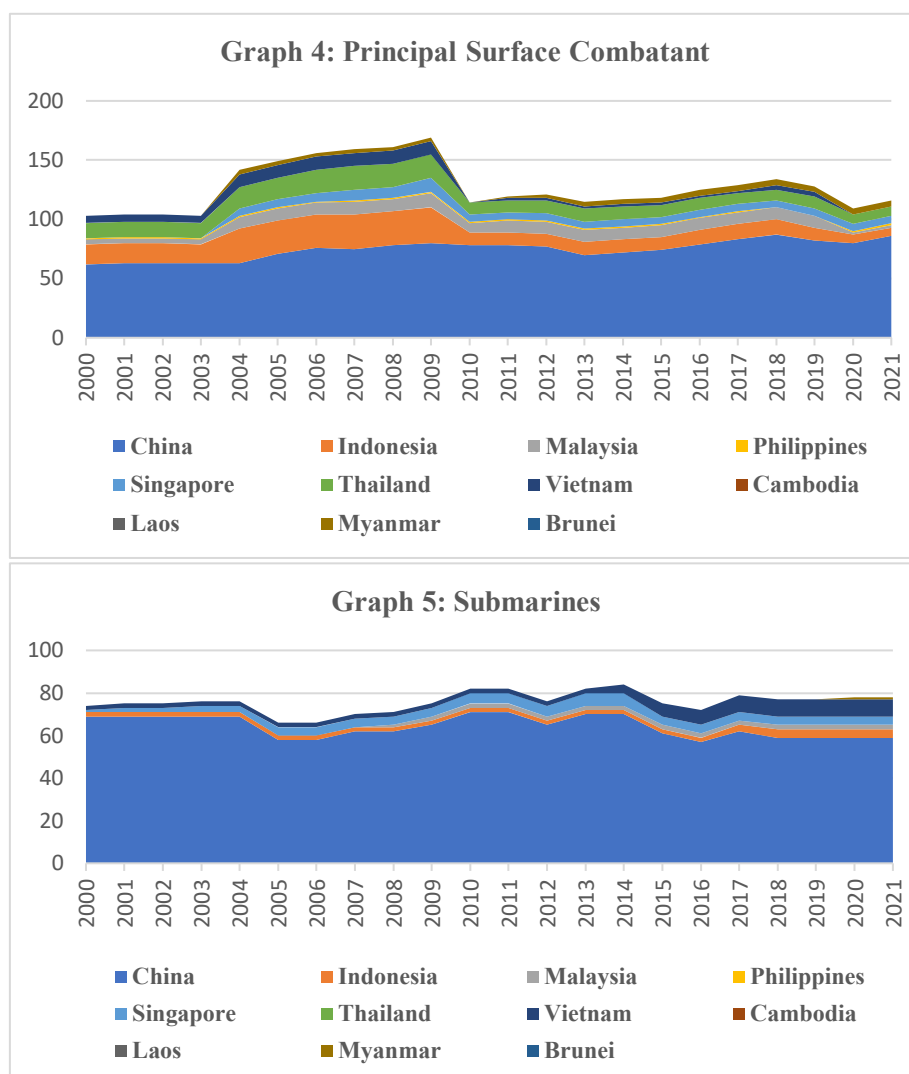 Graph 4: Principal Surface Combatant
200
150
100
50
0
2000 2001 2002 2003 2004 2005 2006 2007 2008 2009 2010 2011 2012 2013 2014 2015 2016 2017 2018 2019 2020 2021
China Indonesia Malaysia Philippines
Singapore Thailand Vietnam Cambodia
Laos Myanmar Brunei
Graph 5: Submarines
100
80
60
40
20
0
2000 2001 2002 2003 2004 2005 2006 2007 2008 2009 2010 2011 2012 2013 2014 2015 2016 2017 2018 2019 2020 2021
China Indonesia Malaysia Philippines
Singapore Thailand Vietnam Cambodia
Laos Myanmar Brunei